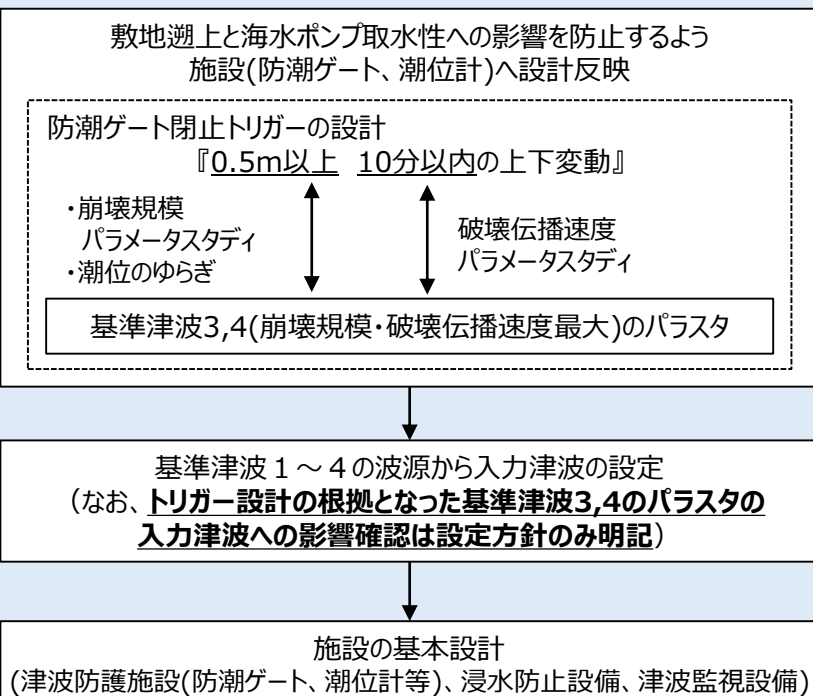 敷地遡上と海水ポンプ取水性への影響を防止するよう
施設(防潮ゲート、潮位計)へ設計反映
防潮ゲート閉止トリガーの設計
『0.5m以上 10分以内の上下変動』
・崩壊規模
パラメータスタディ
・潮位のゆらぎ
破壊伝播速度
パラメータスタディ
基準津波3,4(崩壊規模・破壊伝播速度最大)のパラスタ
基準津波1~4の波源から入力津波の設定
(なお、トリガー設計の根拠となった基準津波3,4のパラスタの
入力津波への影響確認は設定方針のみ明記)
施設の基本設計
(津波防護施設(防潮ゲート、潮位計等)、浸水防止設備、津波監視設備)